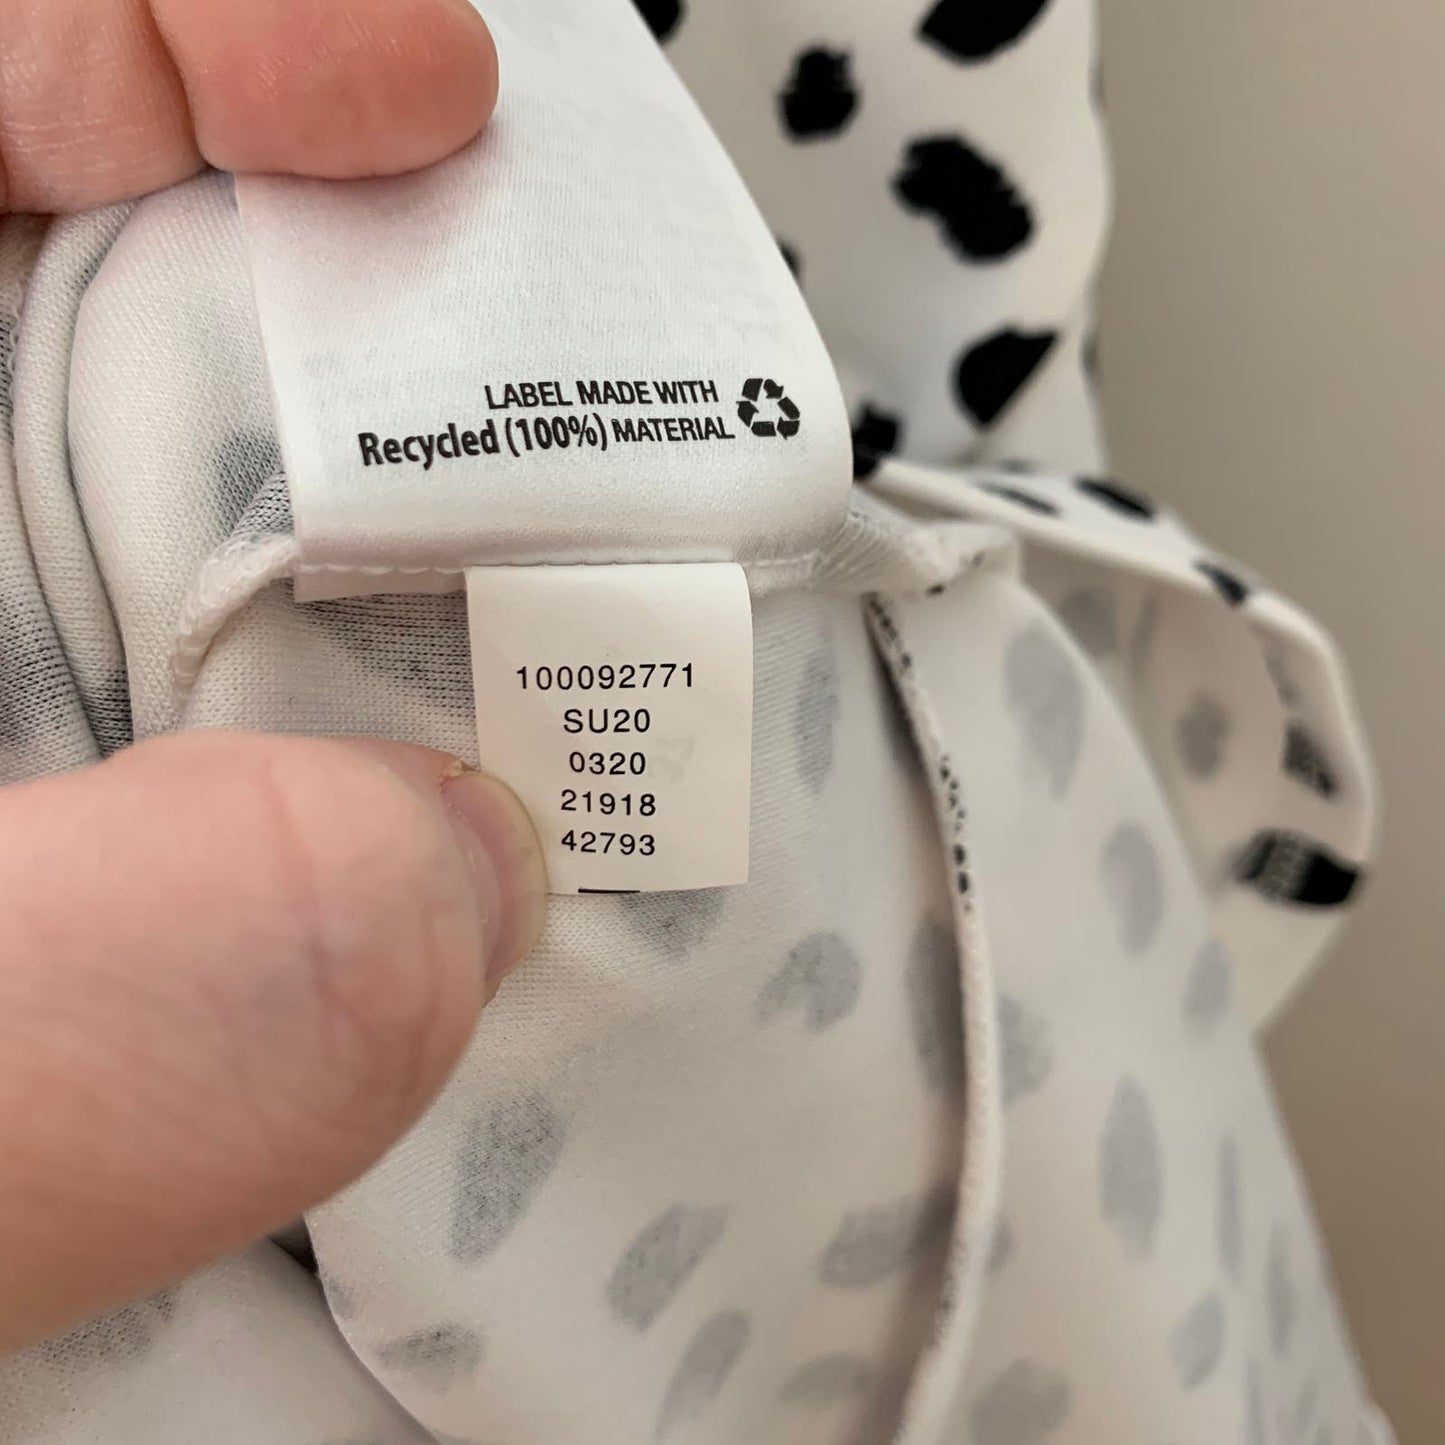 LABEL MADE WITH
Recycled (100%) MATERIAL
100092771
SU20
0320
21918
42793